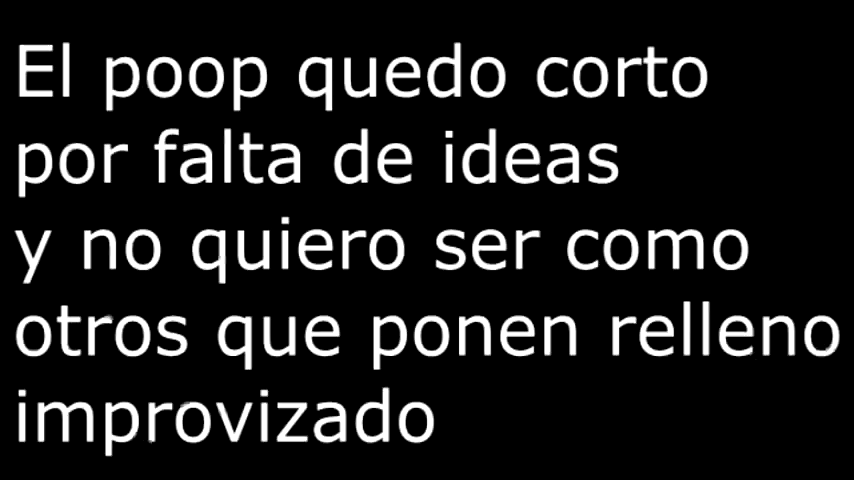 El poop quedo corto
por falta de ideas
y no quiero ser como
otros que ponen relleno
improvizado